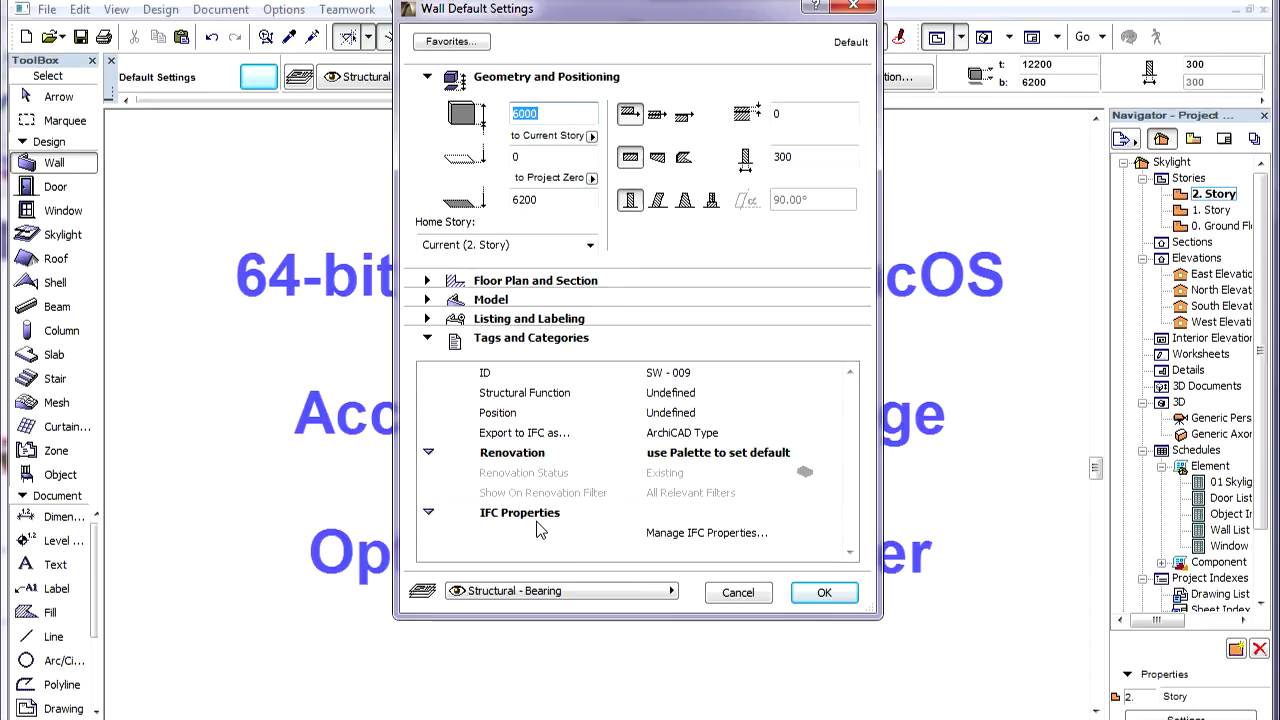 Wall Default Settings
File Edit View Design Structure Document Options Teamwork
Favorites...
Default
Go
ToolBox
Select
Arrow
Marquee
Design
Wall
Door
Window
Skylight
Roof
Shell
Beam
Column
Slab
Stair
Mesh
Curtain...
Zone
Object
Document
Dimen...
Level ...
Text
Label
Fill
Line
Arc/Ci...
Polyline
Drawing
Default Settings
Structural
ion...
t: 12200
b: 6200
300
300
Geometry and Positioning
6000
0
to Current Story
0
300
to Project Zero
6200
90.00°
Home Story:
Current (2. Story)
Floor Plan and Section
Model
Listing and Labeling
Tags and Categories
ID SW - 009
Structural Function Undefined
Position Undefined
Export to IFC as... ArchiCAD Type
Renovation use Palette to set default
Renovation Status Existing
Show On Renovation Filter All Relevant Filters
IFC Properties
Manage IFC Properties...
Structural - Bearing
Cancel
OK
64-bit cOS
Acc ge
Op er
Navigator - Project ...
Skylight
Stories
2. Story
1. Story
0. Ground Fl
Sections
Elevations
East Elevatio
North Elevat
South Elevat
West Elevati
Interior Elevation
Worksheets
Details
3D Documents
3D
Generic Pers
Generic Axor
Schedules
Element
01 Skylig
Door List
Object In
Wall List
Window
Component
Project Indexes
Drawing List
Sheet Index
Properties
2. Story
Settings